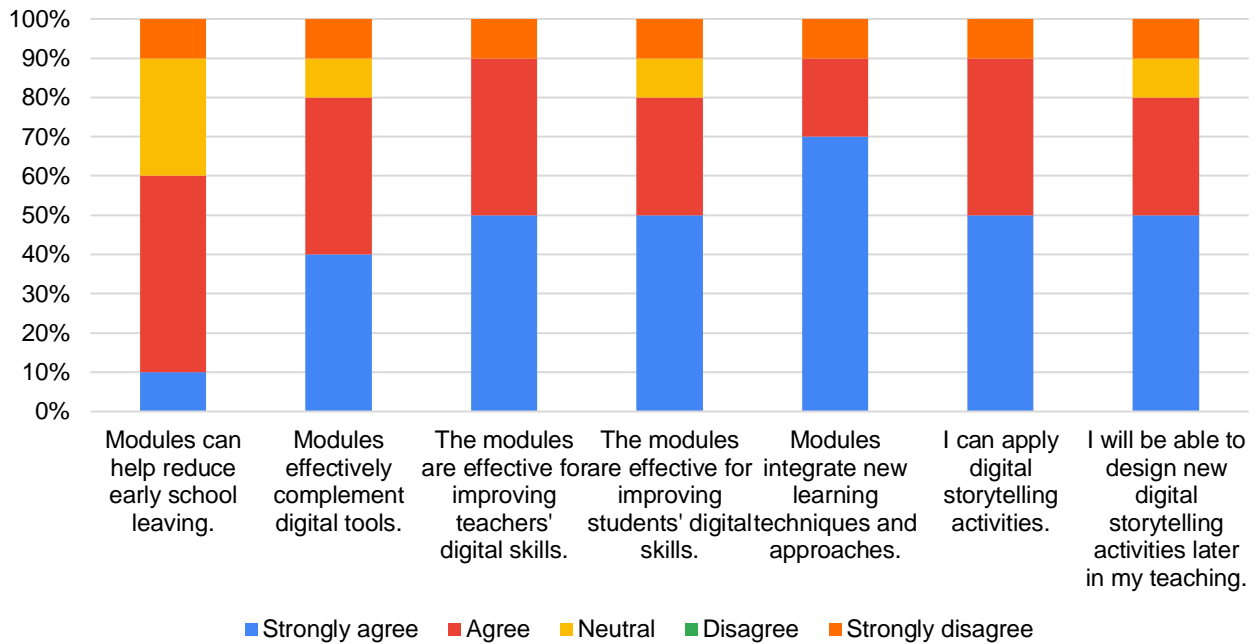 100%
90%
80%
70%
60%
50%
40%
30%
20%
10%
0%
Modules can
help reduce
early school
leaving.
Modules
effectively
complement
digital tools.
The modules
are effective for
improving
teachers'
digital skills.
The modules
are effective for
improving
students' digital
skills.
Modules
integrate new
learning
techniques and
approaches.
I can apply
digital
storytelling
activities.
I will be able to
design new
digital
storytelling
activities later
in my teaching.
Strongly agree Agree Neutral Disagree Strongly disagree